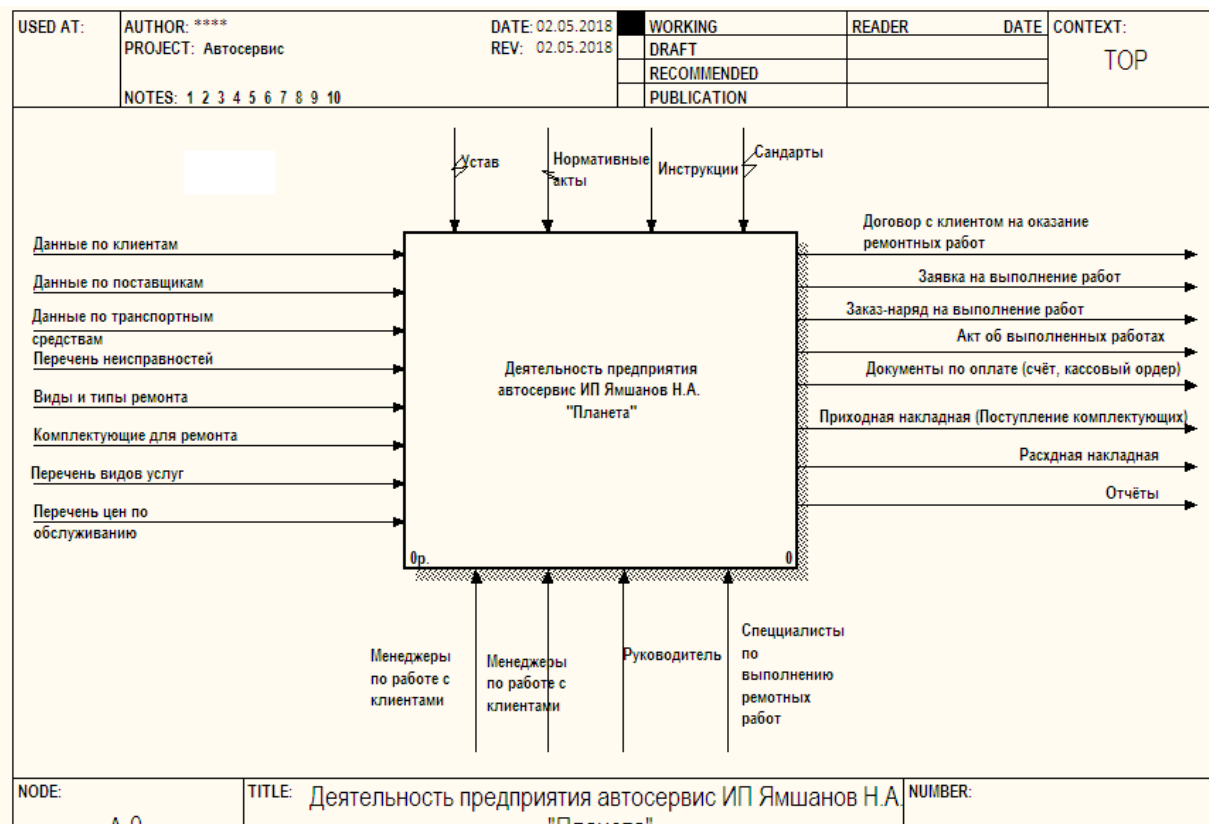 USED AT:
AUTHOR: ****
DATE: 02.05.2018
WORKING
READER
DATE
CONTEXT:
PROJECT: Автосервис
REV: 02.05.2018
DRAFT
TOP
RECOMMENDED
NOTES: 1 2 3 4 5 6 7 8 9 10
PUBLICATION
Устав
Нормативные
акты
Инструкции
Сандарты
Данные по клиентам
Данные по поставщикам
Данные по транспортным
средствам
Перечень неисправностей
Виды и типы ремонта
Комплектующие для ремонта
Перечень видов услуг
Перечень цен по
обслуживанию
Деятельность предприятия
автосервис ИП Ямшанов Н.А.
"Планета"
0р.
0
Договор с клиентом на оказание
ремонтных работ
Заявка на выполнение работ
Заказ-наряд на выполнение работ
Акт об выполненных работах
Документы по оплате (счёт, кассовый ордер)
Приходная накладная (Поступление комплектующих)
Расхдная накладная
Отчёты
Менеджеры
по работе с
клиентами
Менеджеры
по работе с
клиентами
Руководитель
Специиалисты
по
выполнению
ремотных
работ
NODE:
TITLE:
Деятельность предприятия автосервис ИП Ямшанов Н.А.
NUMBER: